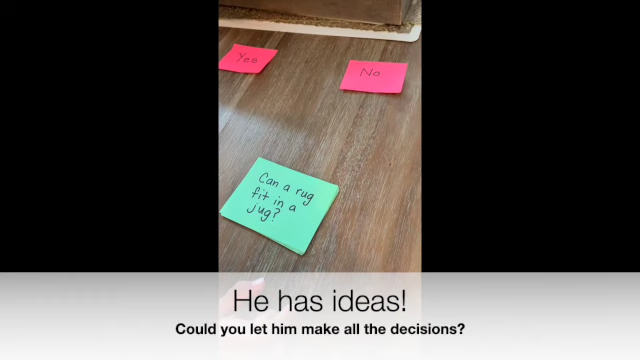 Yes
No
Can a rug
fit in a
jug?
He has ideas!
Could you let him make all the decisions?